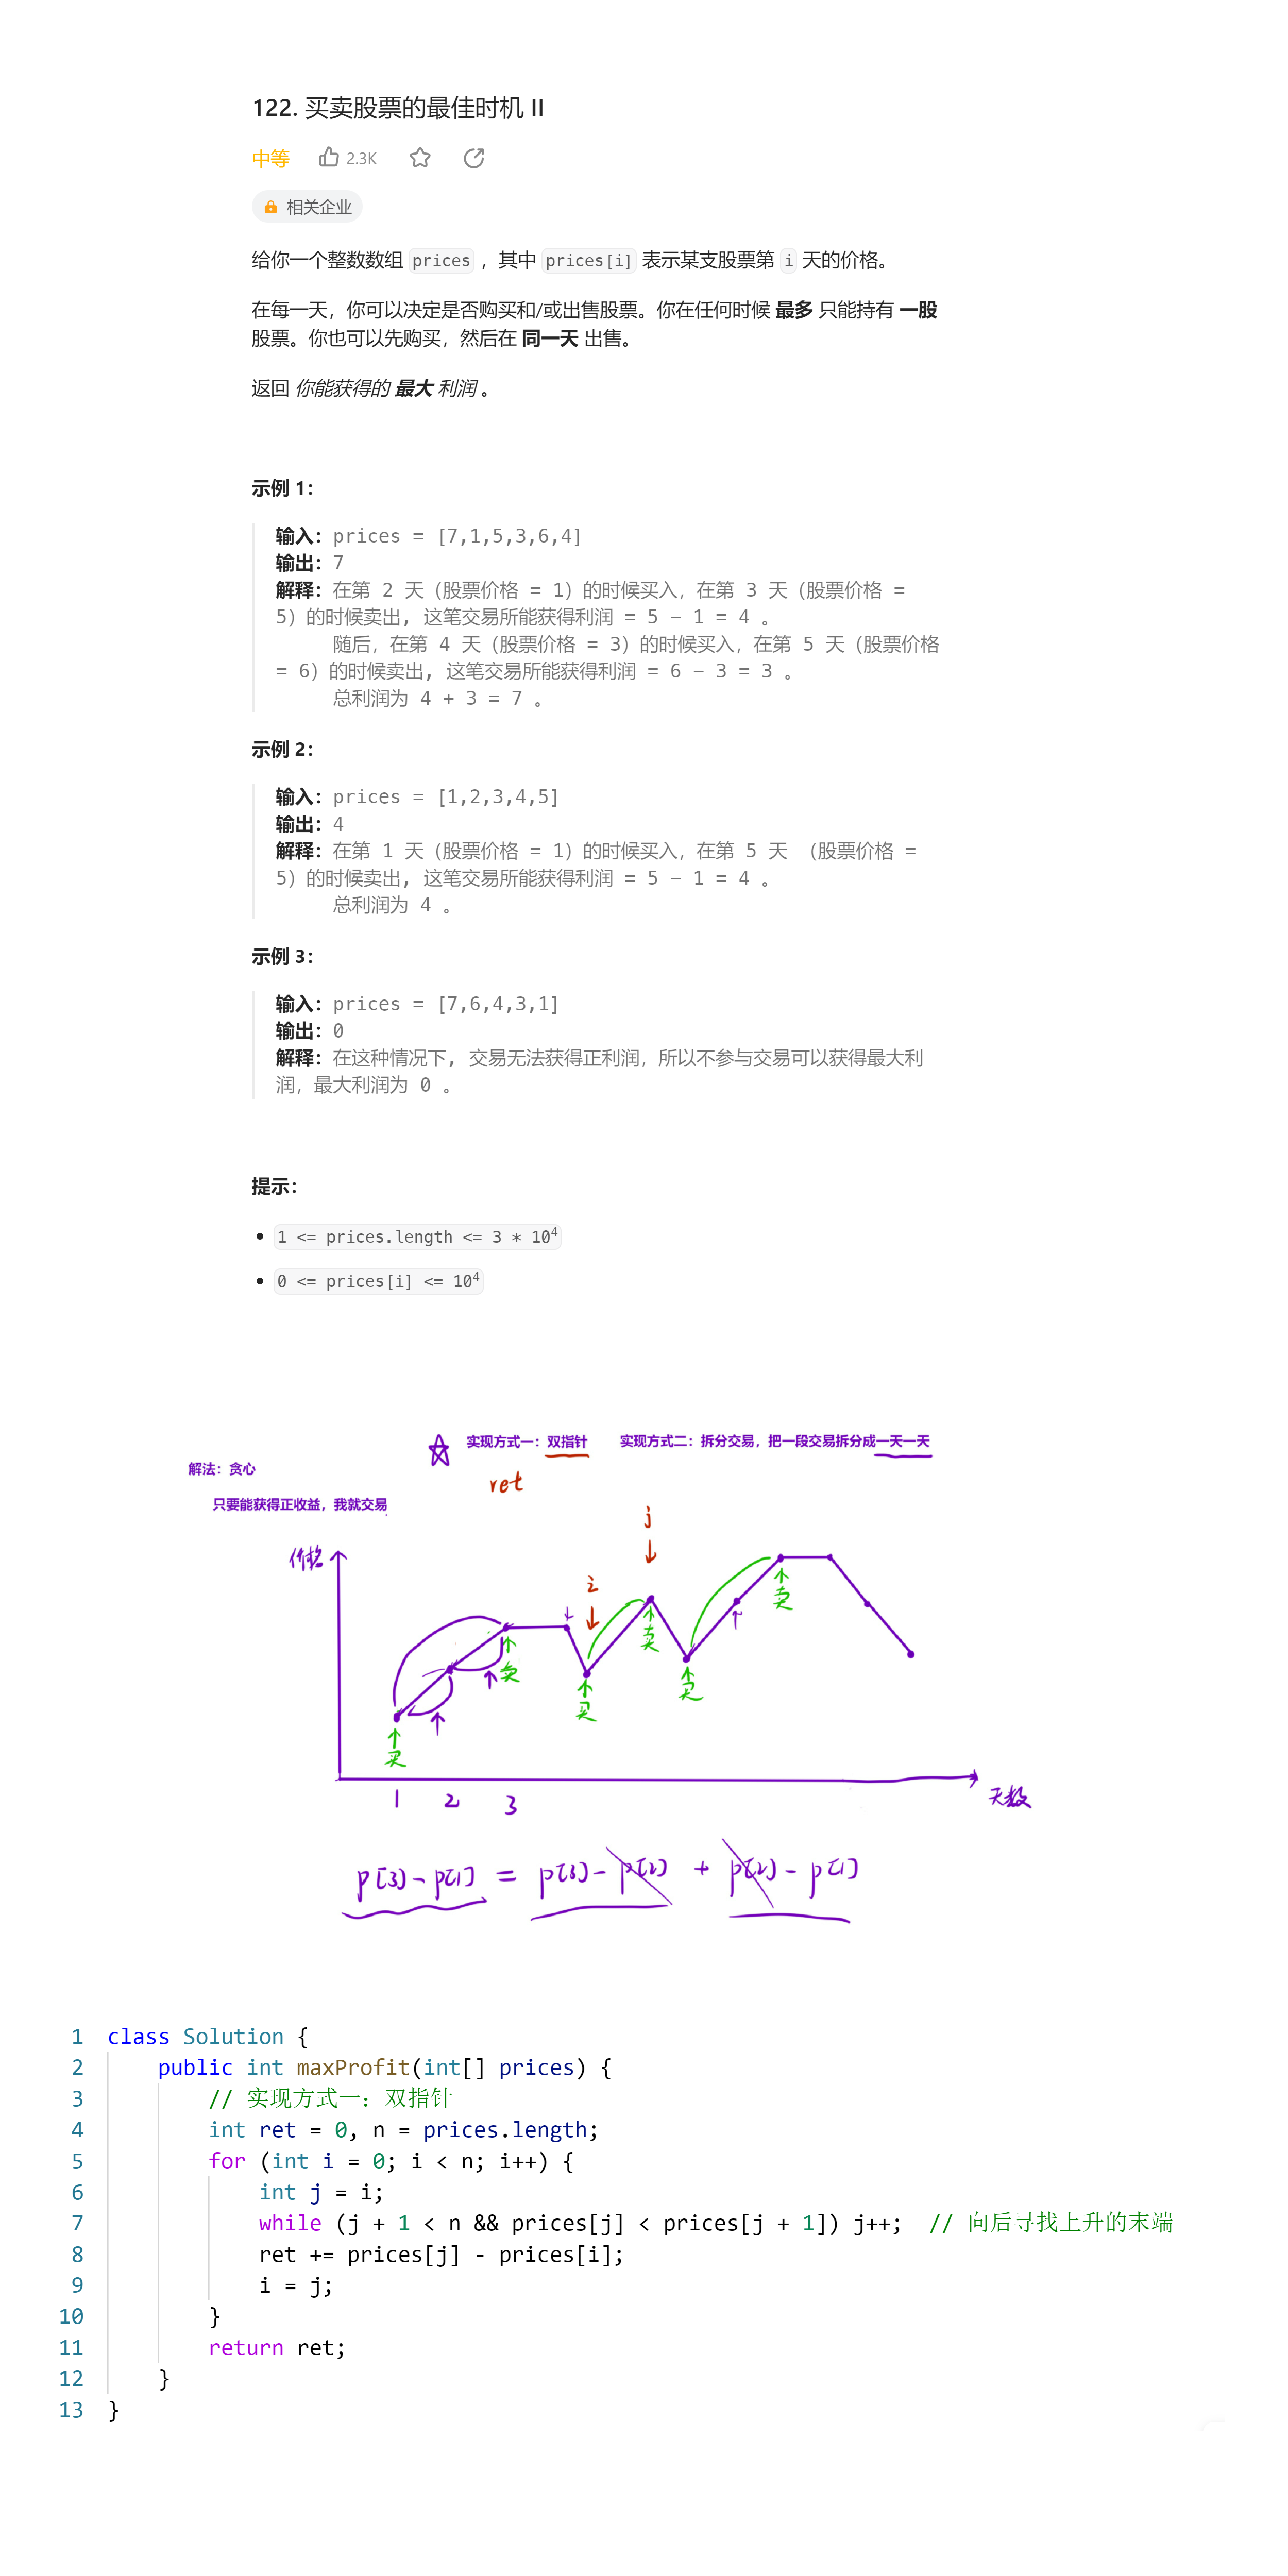 122. 买卖股票的最佳时机 II
中等 2.3K
相关企业
给你一个整数数组 prices ，其中 prices[i] 表示某支股票第 i 天的价格。
在每一天，你可以决定是否购买和/或出售股票。你在任何时候 最多 只能持有 一股
股票。你也可以先购买，然后在 同一天 出售。
返回 你能获得的 最大 利润 。
示例 1：
输入：prices = [7,1,5,3,6,4]
输出：7
解释：在第 2 天（股票价格 = 1）的时候买入，在第 3 天（股票价格 =
5）的时候卖出, 这笔交易所能获得利润 = 5 - 1 = 4 。
随后，在第 4 天（股票价格 = 3）的时候买入，在第 5 天（股票价格
= 6）的时候卖出, 这笔交易所能获得利润 = 6 - 3 = 3 。
总利润为 4 + 3 = 7 。
示例 2：
输入：prices = [1,2,3,4,5]
输出：4
解释：在第 1 天（股票价格 = 1）的时候买入，在第 5 天 （股票价格 =
5）的时候卖出, 这笔交易所能获得利润 = 5 - 1 = 4 。
总利润为 4 。
示例 3：
输入：prices = [7,6,4,3,1]
输出：0
解释：在这种情况下, 交易无法获得正利润，所以不参与交易可以获得最大利
润，最大利润为 0 。
提示：
1 <= prices.length <= 3 * 10⁴
0 <= prices[i] <= 10⁴
实现方式一：双指针 实现方式二：拆分交易，把一段交易拆分成一天一天
解法：贪心
ret
只要能获得正收益，我就交易
j
价格
i
卖
卖
卖
买
买
买
1 2 3
天数
p[3]-p[1] = p[3]-p[2] + p[2]-p[1]
1 class Solution {
2 public int maxProfit(int[] prices) {
3 // 实现方式一：双指针
4 int ret = 0, n = prices.length;
5 for (int i = 0; i < n; i++) {
6 int j = i;
7 while (j + 1 < n && prices[j] < prices[j + 1]) j++; // 向后寻找上升的末端
8 ret += prices[j] - prices[i];
9 i = j;
10 }
11 return ret;
12 }
13 }